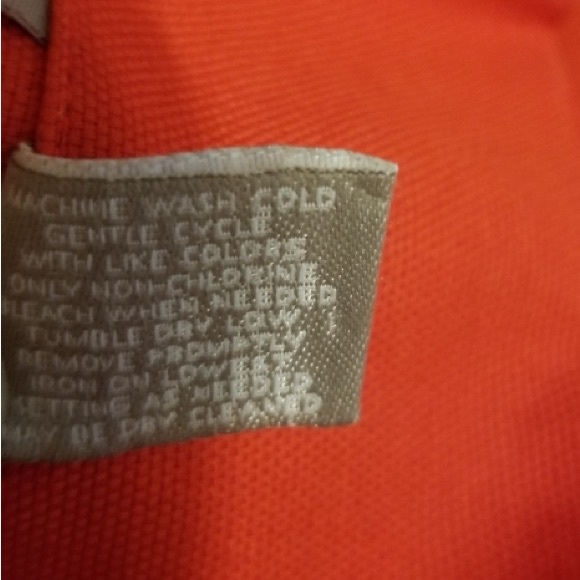 MACHINE WASH COLD
GENTLE CYCLE
WITH LIKE COLORS
ONLY NON-CHLORINE
BLEACH WHEN NEEDED
TUMBLE DRY LOW
REMOVE PROMPTLY
IRON ON LOWEST
SETTING AS NEEDED
MAY BE DRY CLEANED